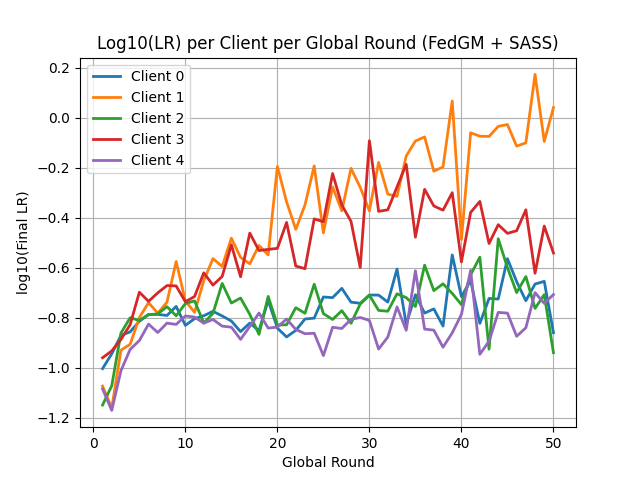 Log10(LR) per Client per Global Round (FedGM + SASS)
Client 0
Client 1
Client 2
Client 3
Client 4
log10(Final LR)
0.2
0.0
−0.2
−0.4
−0.6
−0.8
−1.0
−1.2
0 10 20 30 40 50
Global Round